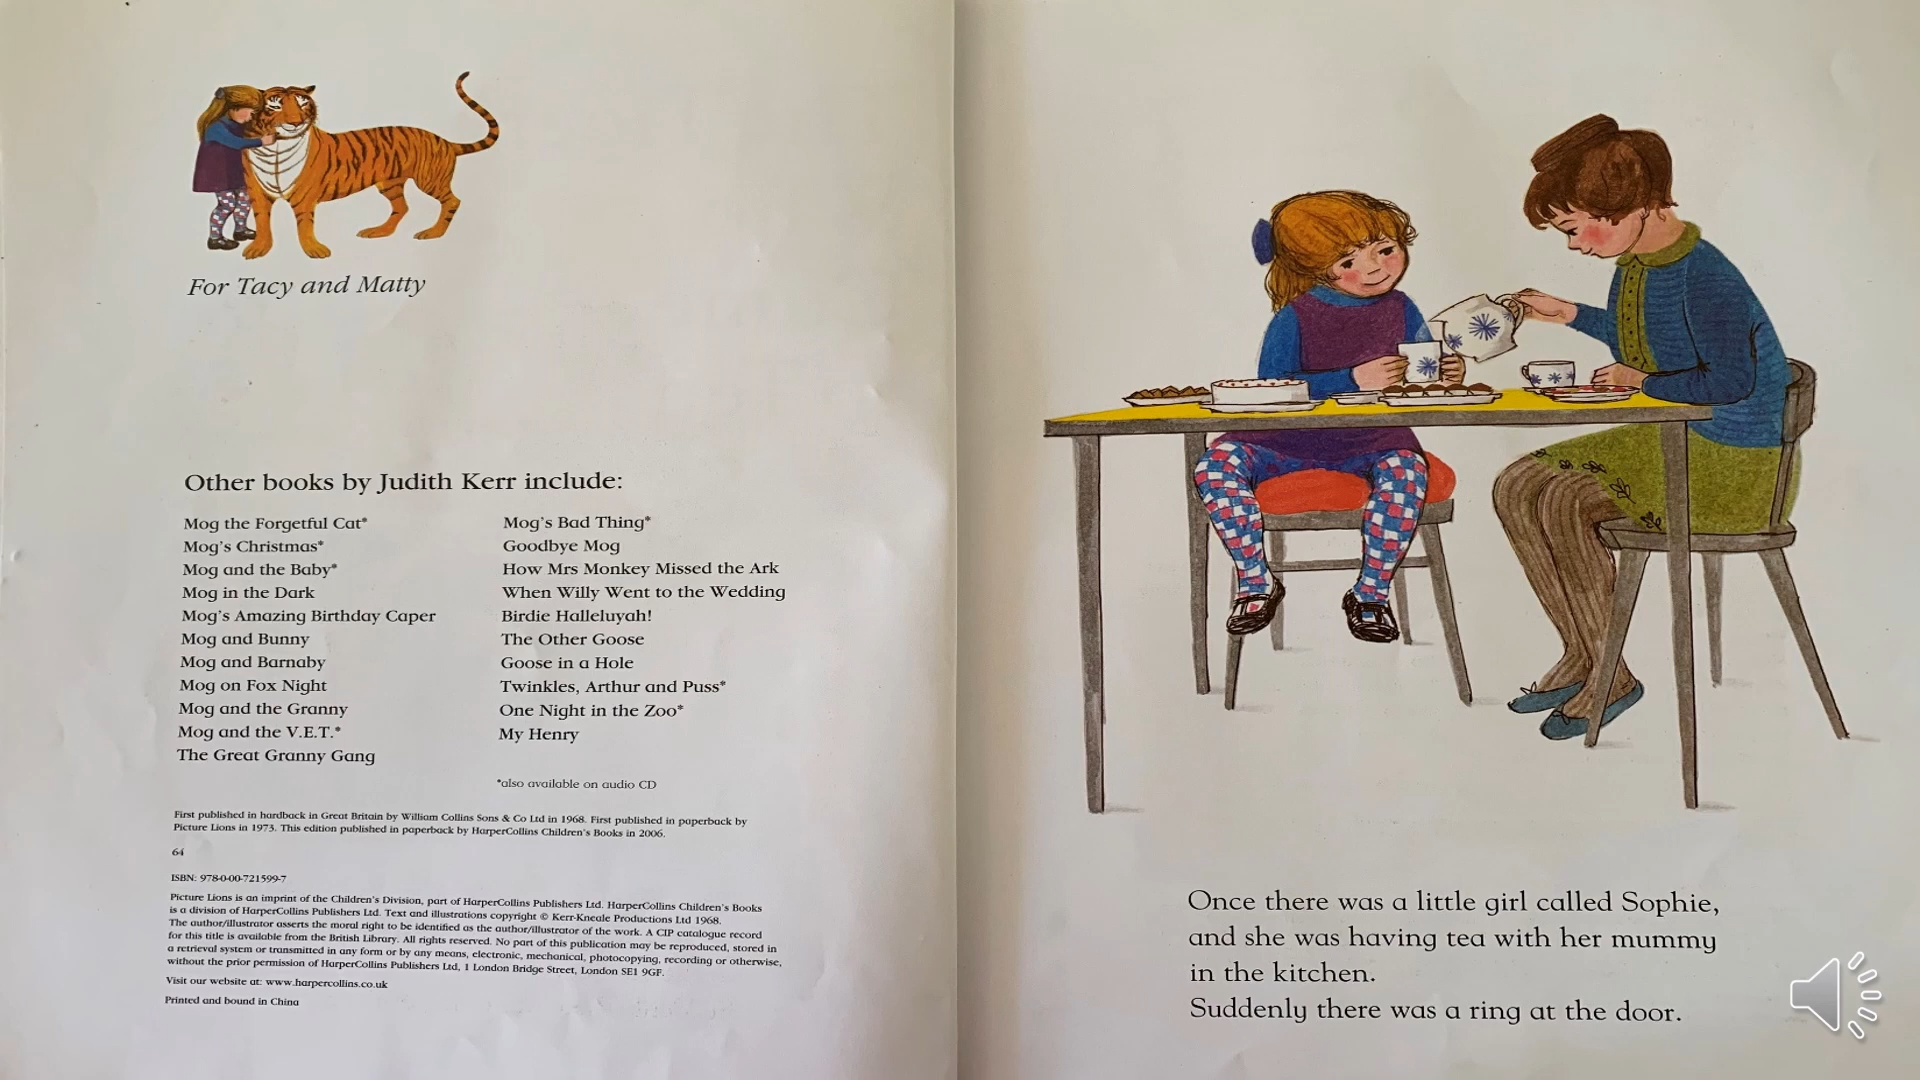 For Tacy and Matty
Other books by Judith Kerr include:
Mog the Forgetful Cat*
Mog's Christmas*
Mog and the Baby*
Mog in the Dark
Mog's Amazing Birthday Caper
Mog and Bunny
Mog and Barnaby
Mog on Fox Night
Mog and the Granny
Mog and the V.E.T.*
The Great Granny Gang
Mog's Bad Thing*
Goodbye Mog
How Mrs Monkey Missed the Ark
When Willy Went to the Wedding
Birdie Halleluyah!
The Other Goose
Goose in a Hole
Twinkles, Arthur and Puss*
One Night in the Zoo*
My Henry
*also available on audio CD
First published in hardback in Great Britain by William Collins Sons & Co Ltd in 1968. First published in paperback by
Picture Lions in 1973. This edition published in paperback by HarperCollins Children's Books in 2006.
64
ISBN: 978-0-00-721599-7
Picture Lions is an imprint of the Children's Division, part of HarperCollins Publishers Ltd. HarperCollins Children's Books
is a division of HarperCollins Publishers Ltd. Text and illustrations copyright © Kerr-Kneale Productions Ltd 1968.
The author/illustrator asserts the moral right to be identified as the author/illustrator of the work. A CIP catalogue record
for this title is available from the British Library. All rights reserved. No part of this publication may be reproduced, stored in
a retrieval system or transmitted in any form or by any means, electronic, mechanical, photocopying, recording or otherwise,
without the prior permission of HarperCollins Publishers Ltd, 1 London Bridge Street, London SE1 9GF.
Visit our website at: www.harpercollins.co.uk
Printed and bound in China
Once there was a little girl called Sophie,
and she was having tea with her mummy
in the kitchen.
Suddenly there was a ring at the door.